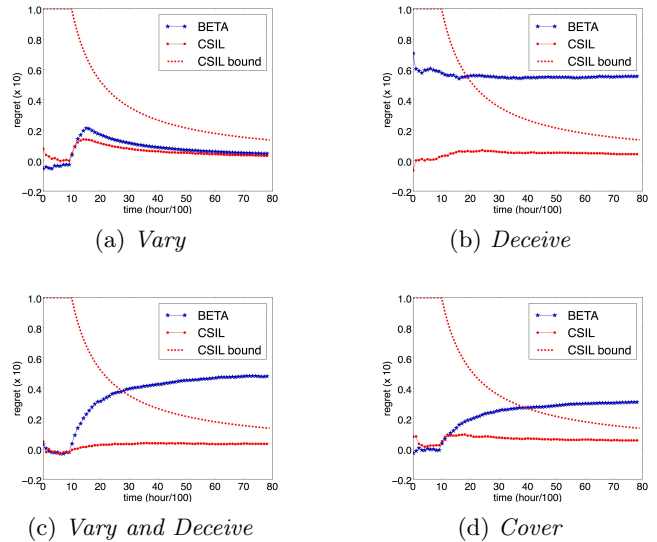 1.0
0.8
0.6
0.4
0.2
0.0
−0.2
regret (x 10)
BETA
CSIL
CSIL bound
0 10 20 30 40 50 60 70 80
time (hour/100)
(a) Vary
1.0
0.8
0.6
0.4
0.2
0.0
−0.2
regret (x 10)
BETA
CSIL
CSIL bound
0 10 20 30 40 50 60 70 80
time (hour/100)
(b) Deceive
1.0
0.8
0.6
0.4
0.2
0.0
−0.2
regret (x 10)
BETA
CSIL
CSIL bound
0 10 20 30 40 50 60 70 80
time (hour/100)
(c) Vary and Deceive
1.0
0.8
0.6
0.4
0.2
0.0
−0.2
regret (x 10)
BETA
CSIL
CSIL bound
0 10 20 30 40 50 60 70 80
time (hour/100)
(d) Cover